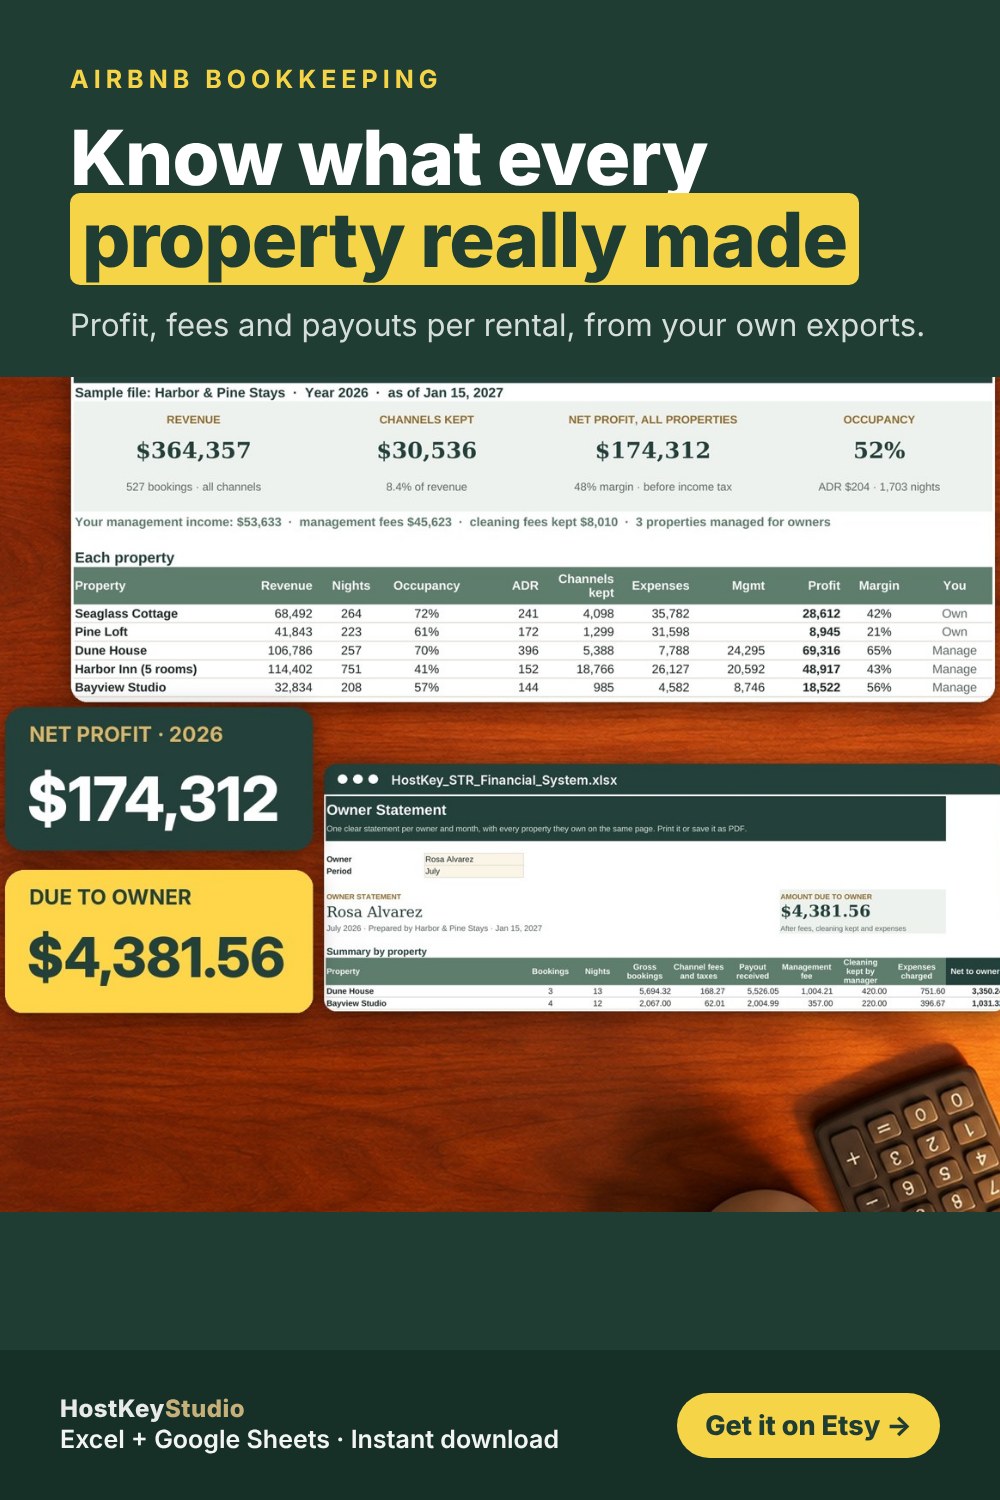 AIRBNB BOOKKEEPING
Know what every
property really made
Profit, fees and payouts per rental, from your own exports.
Sample file: Harbor & Pine Stays · Year 2026 · as of Jan 15, 2027
REVENUE CHANNELS KEPT NET PROFIT, ALL PROPERTIES OCCUPANCY
$364,357 $30,536 $174,312 52%
527 bookings · all channels 8.4% of revenue 48% margin · before income tax ADR $204 · 1,703 nights
Your management income: $53,633 · management fees $45,623 · cleaning fees kept $8,010 · 3 properties managed for owners
Each property
Property Revenue Nights Occupancy ADR Channels kept Expenses Mgmt Profit Margin You
Seaglass Cottage 68,492 264 72% 241 4,098 35,782 28,612 42% Own
Pine Loft 41,843 223 61% 172 1,299 31,598 8,945 21% Own
Dune House 106,786 257 70% 396 5,388 7,788 24,295 69,316 65% Manage
Harbor Inn (5 rooms) 114,402 751 41% 152 18,766 26,127 20,592 48,917 43% Manage
Bayview Studio 32,834 208 57% 144 985 4,582 8,746 18,522 56% Manage
NET PROFIT · 2026
$174,312
DUE TO OWNER
$4,381.56
HostKey_STR_Financial_System.xlsx
Owner Statement
One clear statement per owner and month, with every property they own on the same page. Print it or save it as PDF.
Owner Rosa Alvarez
Period July
OWNER STATEMENT AMOUNT DUE TO OWNER
Rosa Alvarez $4,381.56
July 2026 · Prepared by Harbor & Pine Stays · Jan 15, 2027 After fees, cleaning kept and expenses
Summary by property
Property Bookings Nights Gross bookings Channel fees and taxes Payout received Management fee Cleaning kept by manager Expenses charged Net to owner
Dune House 3 13 5,694.32 168.27 5,526.05 1,004.21 420.00 751.60 3,350.2
Bayview Studio 4 12 2,067.00 62.01 2,004.99 357.00 220.00 396.67 1,031.3
0
= 0 1
+ 3 2 4
− 9 8 7
HostKeyStudio
Excel + Google Sheets · Instant download
Get it on Etsy →